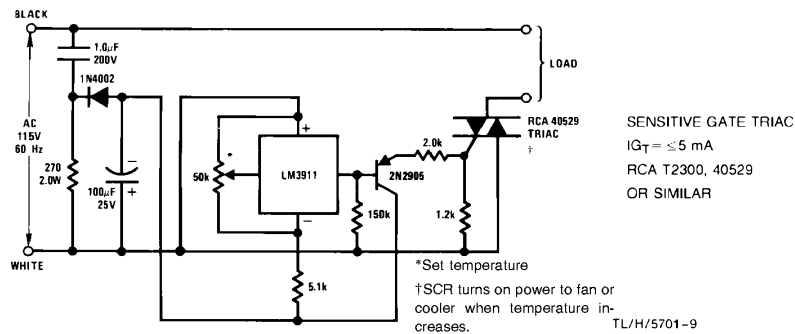 BLACK
1.0µF
200V
1N4002
AC
115V
60 Hz
270
2.0W
100µF
25V
−
+
WHITE
50k
*
+
LM3911
−
5.1k
150k
2N2905
2.0k
1.2k
LOAD
RCA 40529
TRIAC
†
SENSITIVE GATE TRIAC
IGT = ≤5 mA
RCA T2300, 40529
OR SIMILAR
*Set temperature
†SCR turns on power to fan or
cooler when temperature in-
creases.
TL/H/5701-9